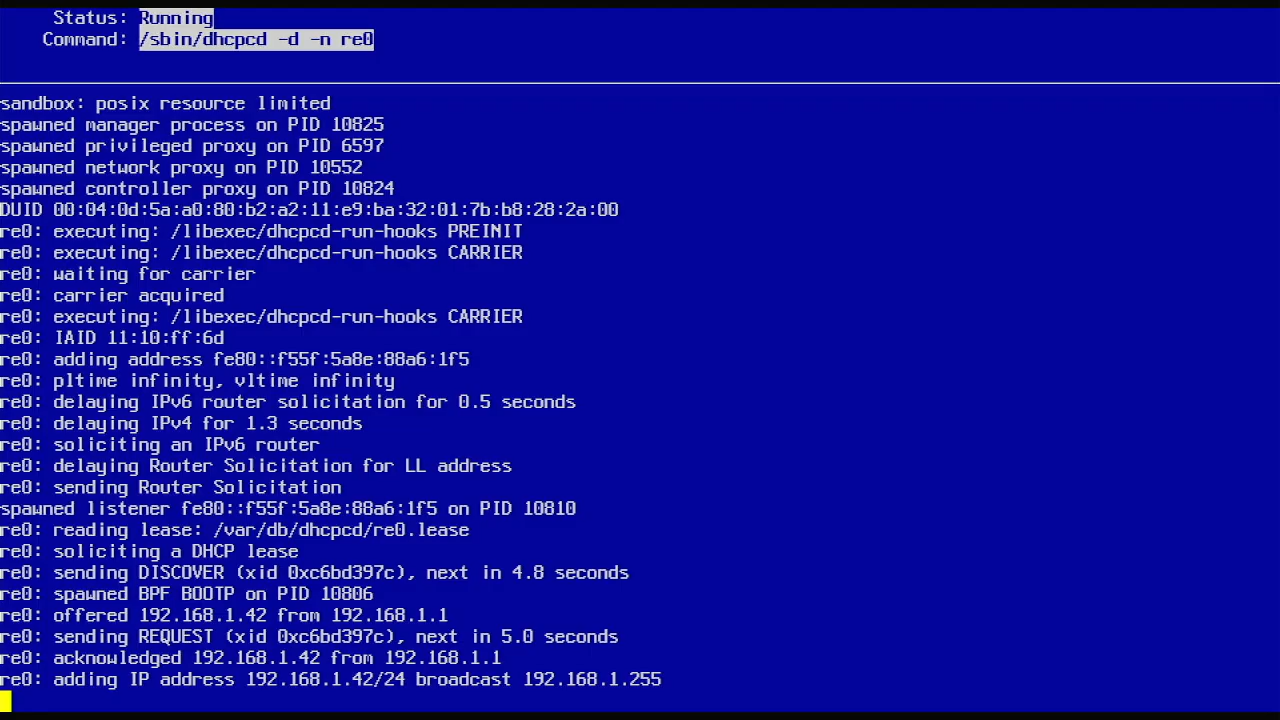 Status: Running
Command: /sbin/dhcpcd -d -n re0
sandbox: posix resource limited
spawned manager process on PID 10825
spawned privileged proxy on PID 6597
spawned network proxy on PID 10552
spawned controller proxy on PID 10824
DUID 00:04:0d:5a:a0:80:b2:a2:11:e9:ba:32:01:7b:b8:28:2a:00
re0: executing: /libexec/dhcpcd-run-hooks PREINIT
re0: executing: /libexec/dhcpcd-run-hooks CARRIER
re0: waiting for carrier
re0: carrier acquired
re0: executing: /libexec/dhcpcd-run-hooks CARRIER
re0: IAID 11:10:ff:6d
re0: adding address fe80::f55f:5a8e:88a6:1f5
re0: pltime infinity, vltime infinity
re0: delaying IPv6 router solicitation for 0.5 seconds
re0: delaying IPv4 for 1.3 seconds
re0: soliciting an IPv6 router
re0: delaying Router Solicitation for LL address
re0: sending Router Solicitation
spawned listener fe80::f55f:5a8e:88a6:1f5 on PID 10810
re0: reading lease: /var/db/dhcpcd/re0.lease
re0: soliciting a DHCP lease
re0: sending DISCOVER (xid 0xc6bd397c), next in 4.8 seconds
re0: spawned BPF BOOTP on PID 10806
re0: offered 192.168.1.42 from 192.168.1.1
re0: sending REQUEST (xid 0xc6bd397c), next in 5.0 seconds
re0: acknowledged 192.168.1.42 from 192.168.1.1
re0: adding IP address 192.168.1.42/24 broadcast 192.168.1.255